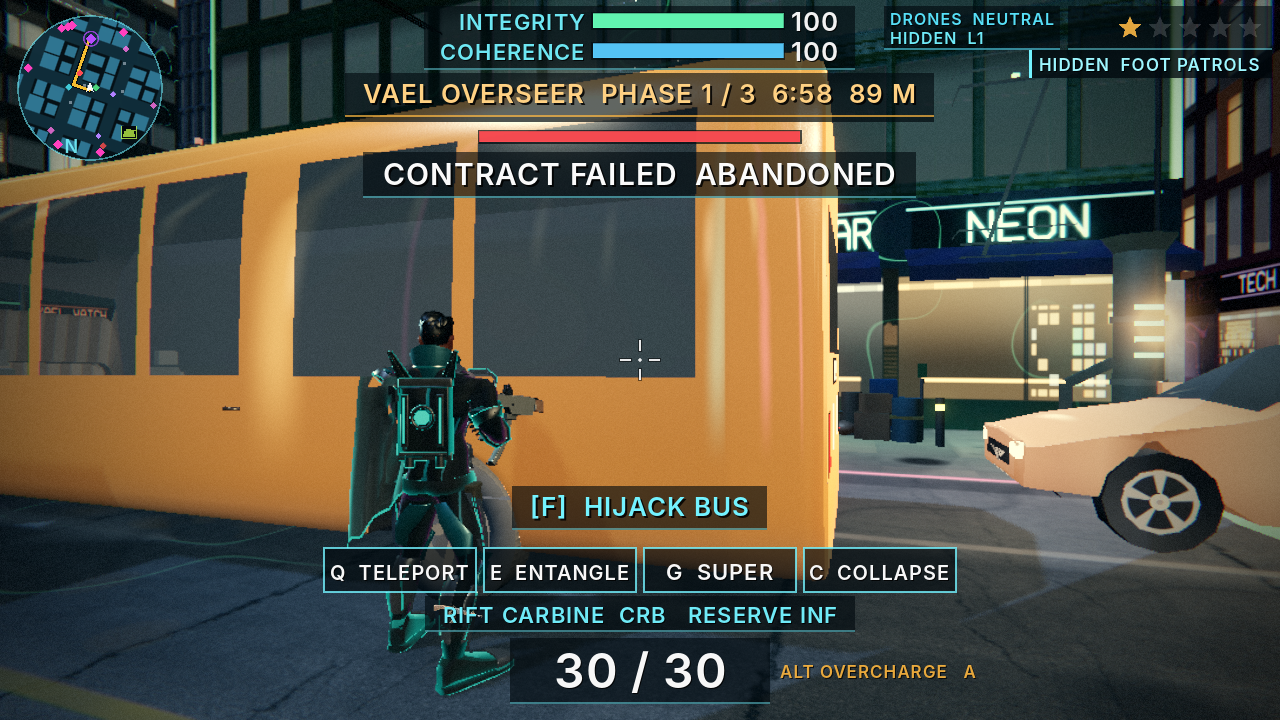 INTEGRITY 100
COHERENCE 100
DRONES NEUTRAL
HIDDEN L1
HIDDEN FOOT PATROLS
VAEL OVERSEER PHASE 1 / 3 6:58 89 M
CONTRACT FAILED ABANDONED
N
NEON
TECH
[F] HIJACK BUS
Q TELEPORT
E ENTANGLE
G SUPER
C COLLAPSE
RIFT CARBINE CRB RESERVE INF
30 / 30
ALT OVERCHARGE A